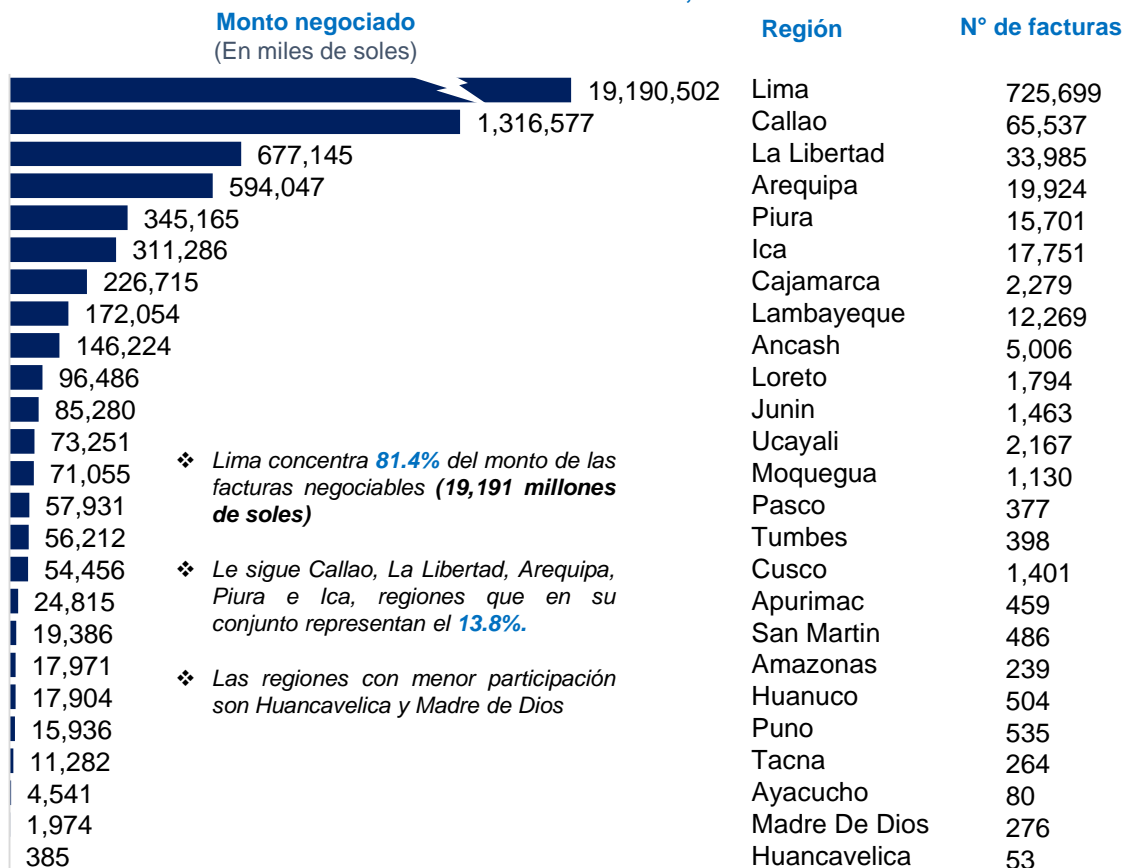 Monto negociado
(En miles de soles)
Región
N° de facturas
19,190,502 Lima 725,699
1,316,577 Callao 65,537
677,145 La Libertad 33,985
594,047 Arequipa 19,924
345,165 Piura 15,701
311,286 Ica 17,751
226,715 Cajamarca 2,279
172,054 Lambayeque 12,269
146,224 Ancash 5,006
96,486 Loreto 1,794
85,280 Junin 1,463
73,251 Ucayali 2,167
71,055 Moquegua 1,130
57,931 Pasco 377
56,212 Tumbes 398
54,456 Cusco 1,401
24,815 Apurimac 459
19,386 San Martin 486
17,971 Amazonas 239
17,904 Huanuco 504
15,936 Puno 535
11,282 Tacna 264
4,541 Ayacucho 80
1,974 Madre De Dios 276
385 Huancavelica 53
❖ Lima concentra 81.4% del monto de las
facturas negociables (19,191 millones
de soles)
❖ Le sigue Callao, La Libertad, Arequipa,
Piura e Ica, regiones que en su
conjunto representan el 13.8%.
❖ Las regiones con menor participación
son Huancavelica y Madre de Dios